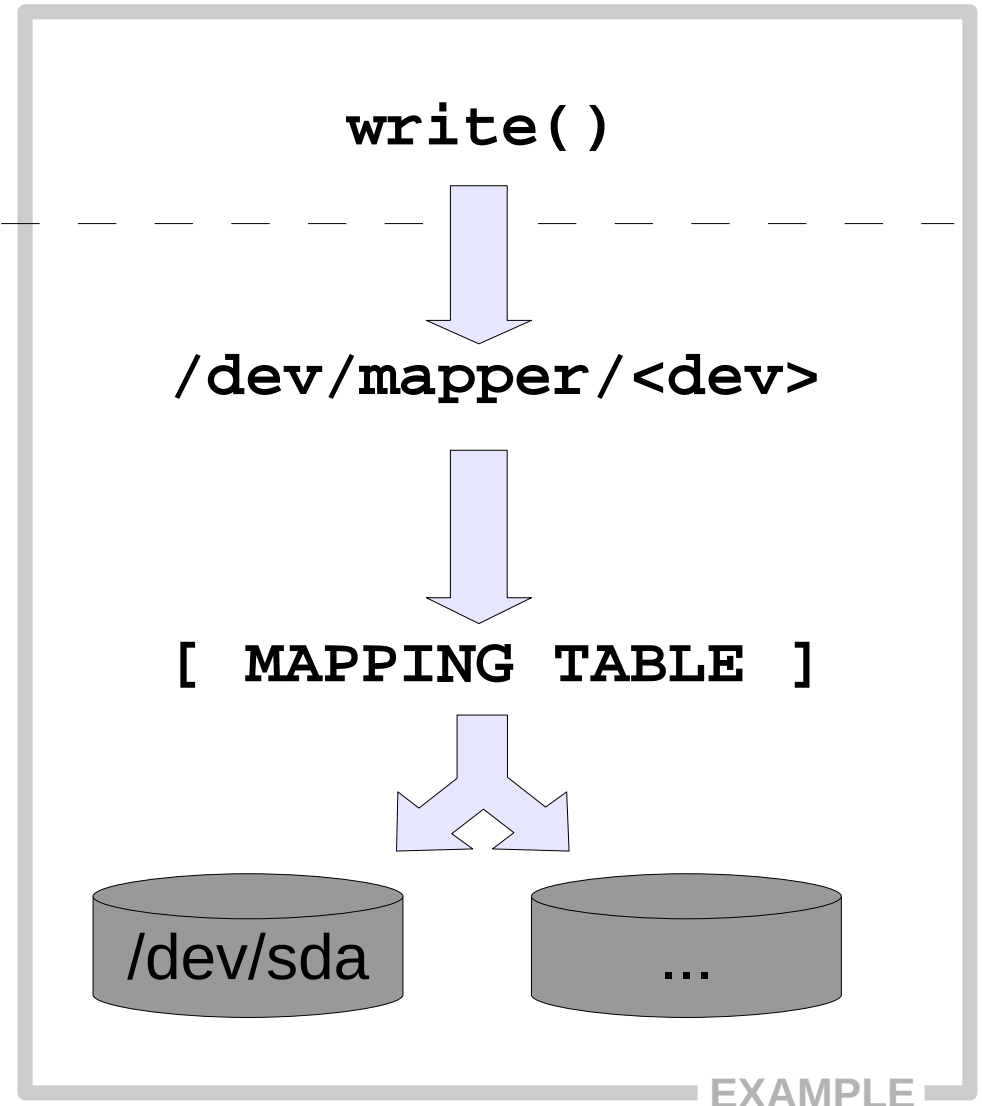 write()
/dev/mapper/<dev>
[ MAPPING TABLE ]
/dev/sda
...
EXAMPLE